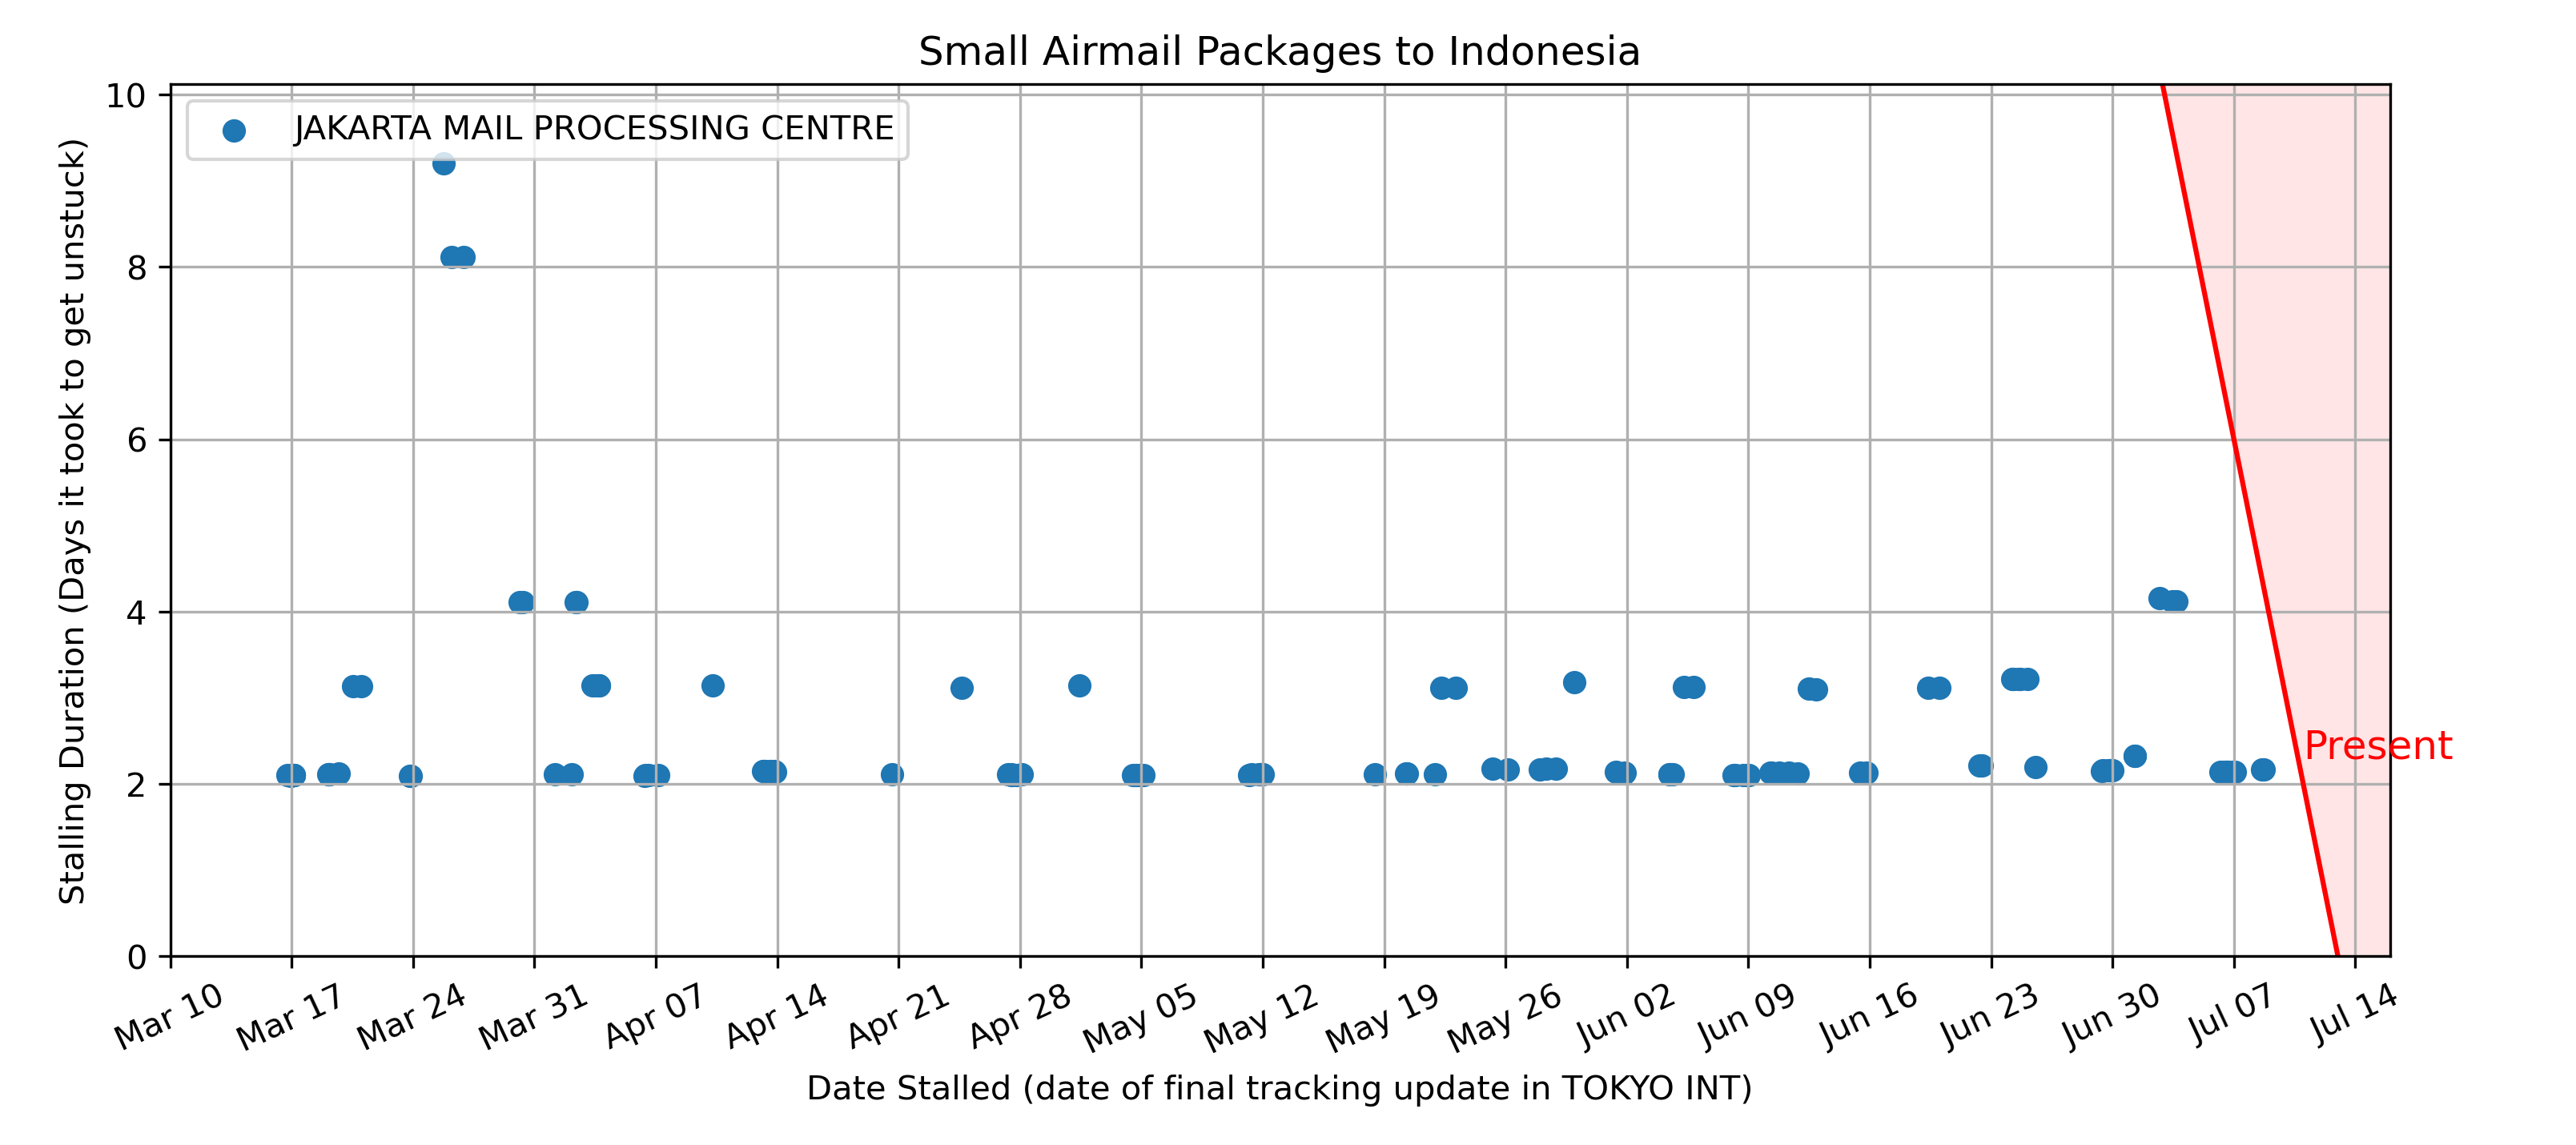 Small Airmail Packages to Indonesia
JAKARTA MAIL PROCESSING CENTRE
Stalling Duration (Days it took to get unstuck)
10
8
6
4
2
0
Present
Mar 10
Mar 17
Mar 24
Mar 31
Apr 07
Apr 14
Apr 21
Apr 28
May 05
May 12
May 19
May 26
Jun 02
Jun 09
Jun 16
Jun 23
Jun 30
Jul 07
Jul 14
Date Stalled (date of final tracking update in TOKYO INT)